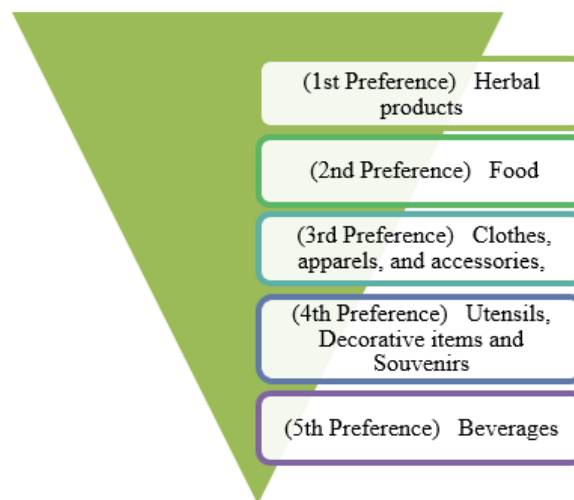 (1st Preference) Herbal
products
(2nd Preference) Food
(3rd Preference) Clothes,
apparels, and accessories,
(4th Preference) Utensils,
Decorative items and
Souvenirs
(5th Preference) Beverages